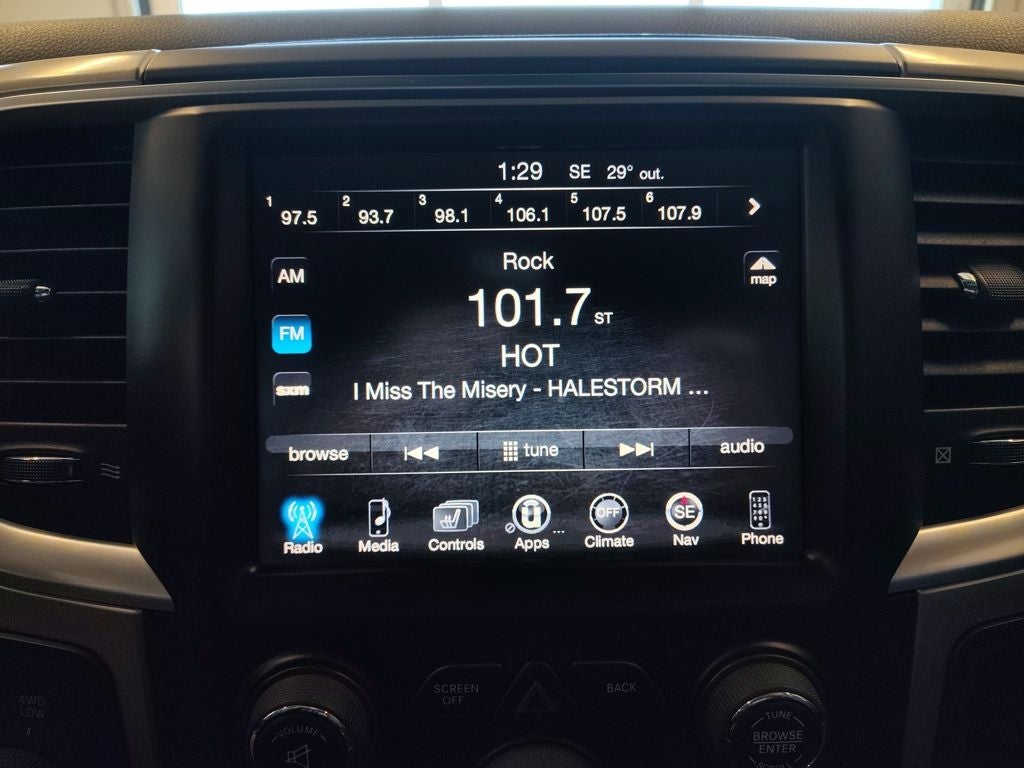 1:29 SE 29° out.
1 97.5 2 93.7 3 98.1 4 106.1 5 107.5 6 107.9
Rock
AM
map
101.7 ST
FM
HOT
sxm
I Miss The Misery - HALESTORM ...
browse tune audio
OFF SE
Radio Media Controls Apps ... Climate Nav Phone
SCREEN
OFF
BACK
4WD
LOW
VOLUME
TUNE
BROWSE
ENTER
SCROLL